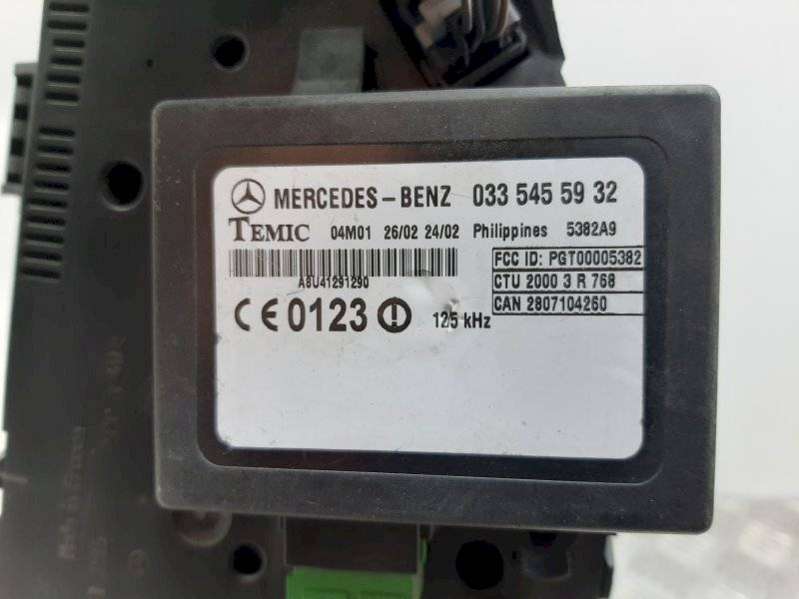 MERCEDES-BENZ 033 545 59 32
TEMIC 04M01 26/02 24/02 Philippines 5382A9
FCC ID: PGT00005382
A8U41291290
CTU 2000 3 R 768
CAN 2807104260
CE 0123 125 kHz